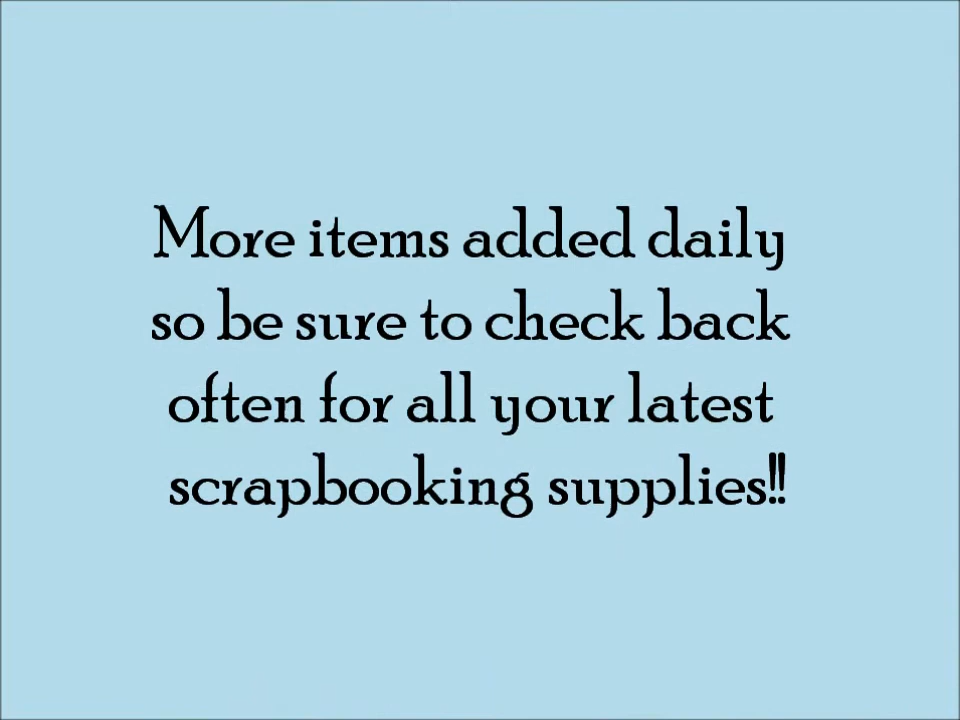 More items added daily
so be sure to check back
often for all your latest
scrapbooking supplies!!